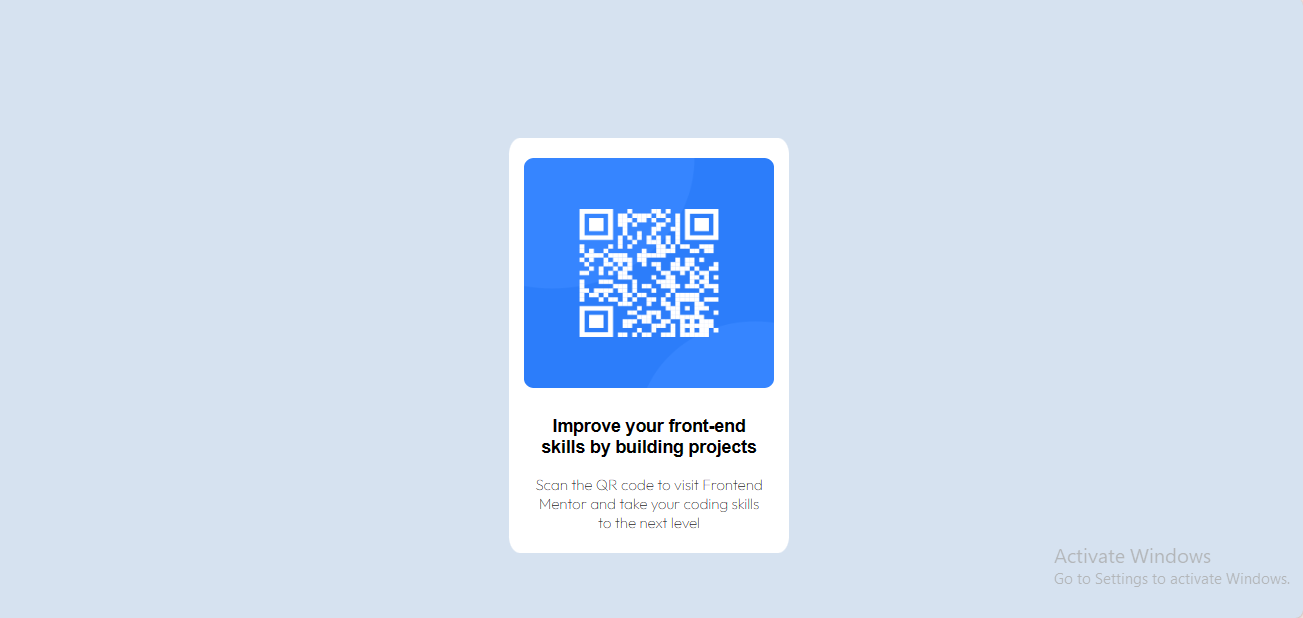 Improve your front-end
skills by building projects
Scan the QR code to visit Frontend
Mentor and take your coding skills
to the next level
Activate Windows
Go to Settings to activate Windows.